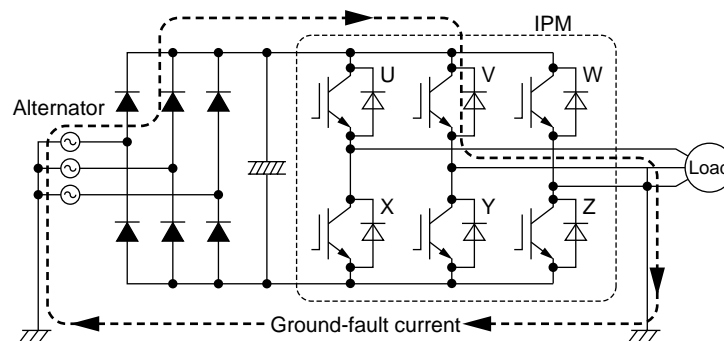 IPM
U
V
W
Alternator
Load
X
Y
Z
Ground-fault current